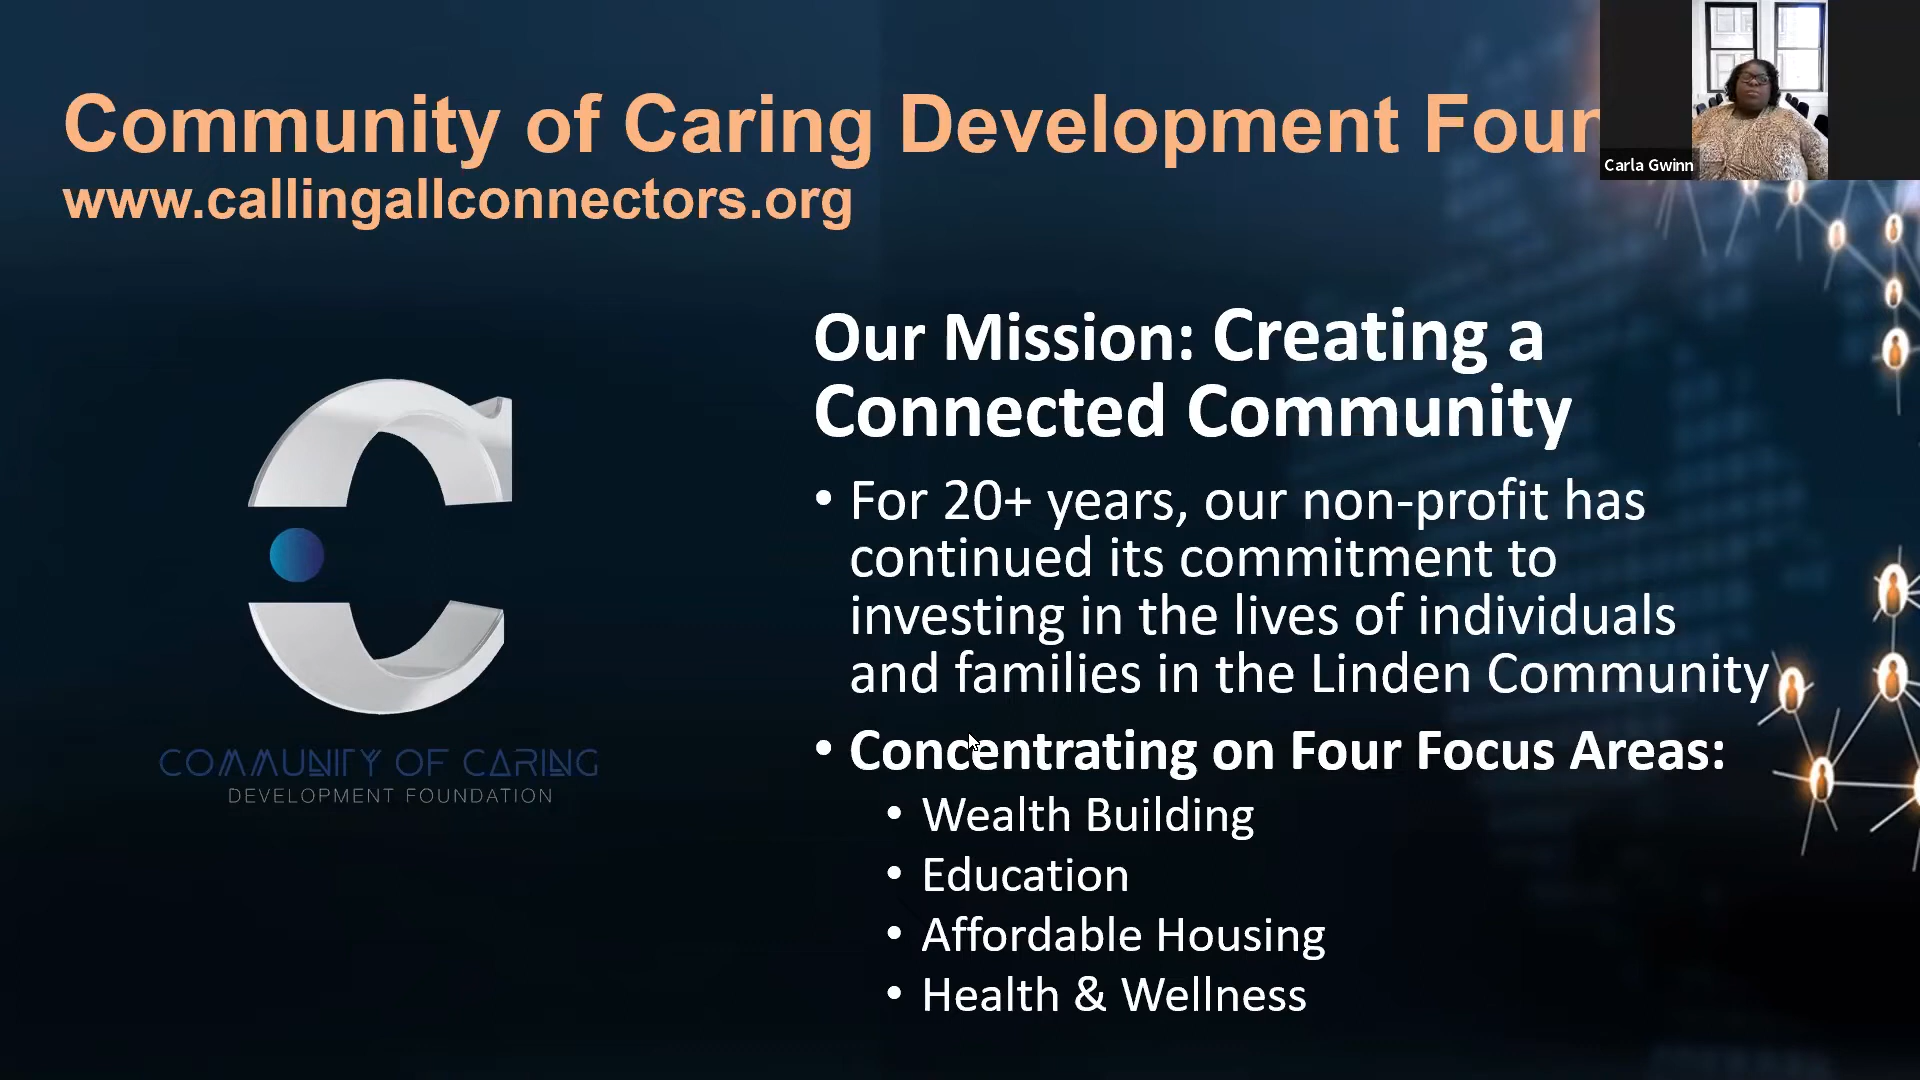 Community of Caring Development Foun
www.callingallconnectors.org
Carla Gwinn
Our Mission: Creating a
Connected Community
• For 20+ years, our non-profit has
continued its commitment to
investing in the lives of individuals
and families in the Linden Community
• Concentrating on Four Focus Areas:
• Wealth Building
• Education
• Affordable Housing
• Health & Wellness
C
COMMUNITY OF CARING
DEVELOPMENT FOUNDATION